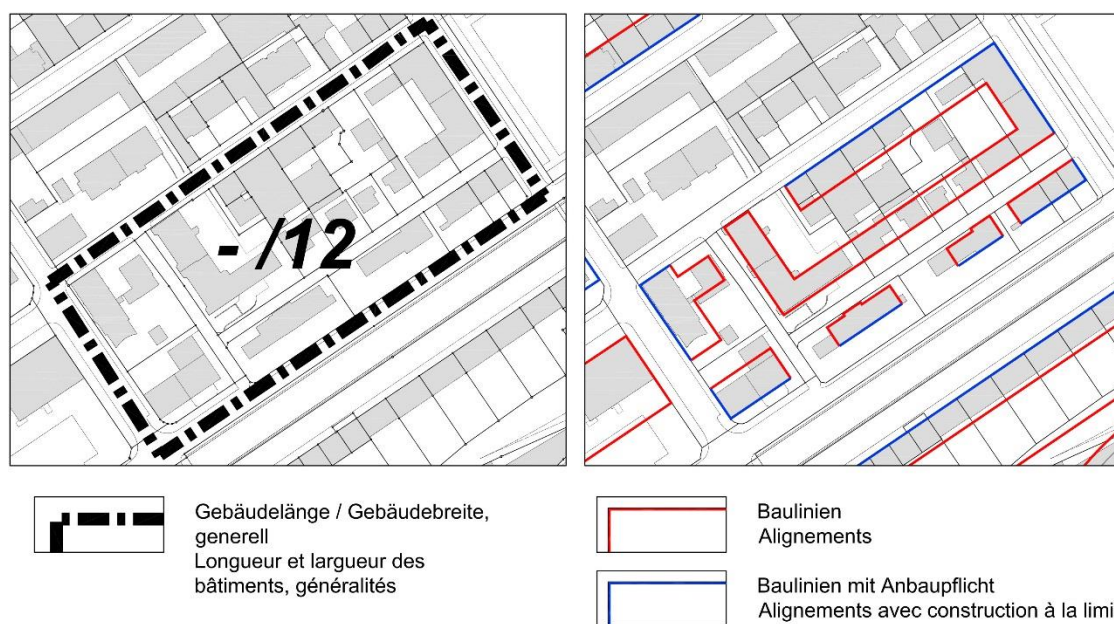 - /12
Gebäudelänge / Gebäudebreite,
generell
Longueur et largueur des
bâtiments, généralités
Baulinien
Alignements
Baulinien mit Anbaupflicht
Alignements avec construction à la limi